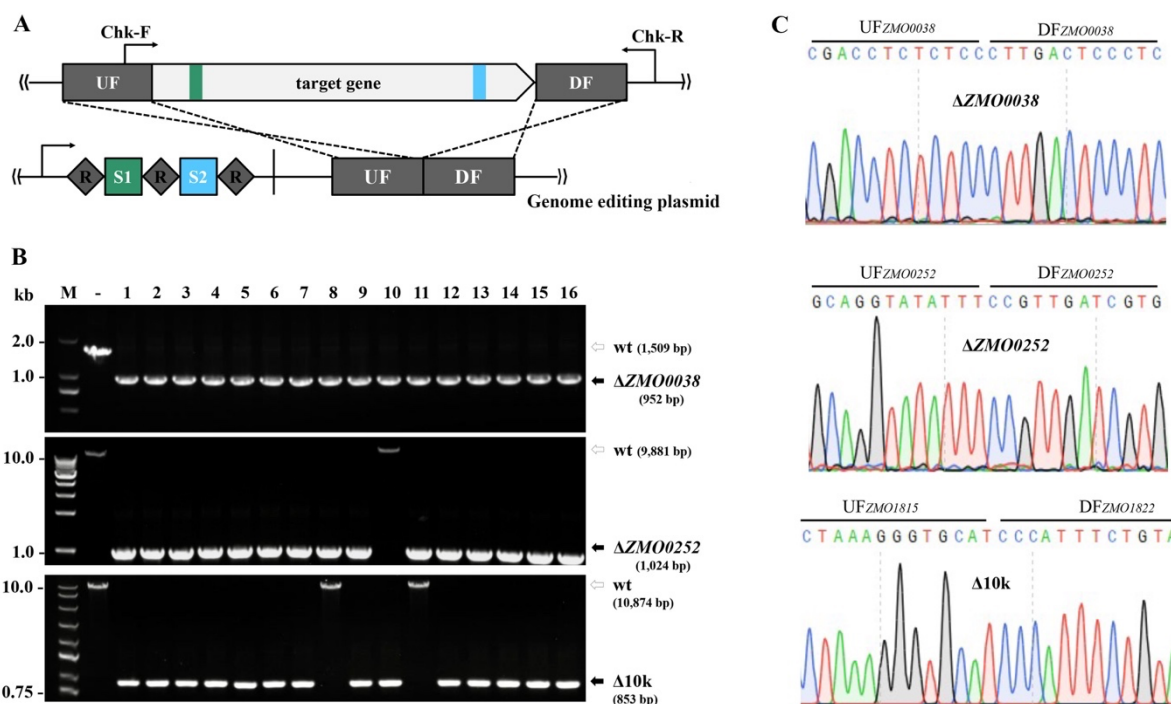 A
Chk-F
Chk-R
UF
target gene
DF
R S1 R S2 R
UF DF
Genome editing plasmid
B
kb M - 1 2 3 4 5 6 7 8 9 10 11 12 13 14 15 16
2.0
1.0
wt (1,509 bp)
ΔZMO0038
(952 bp)
10.0
1.0
wt (9,881 bp)
ΔZMO0252
(1,024 bp)
10.0
0.75
wt
(10,874 bp)
Δ10k
(853 bp)
C
UFZMO0038 DFZMO0038
CGACCTCTCTCCCTTGACTCCCTC
ΔZMO0038
UFZMO0252 DFZMO0252
GCAGGTATATTTCCGTTGATCGTG
ΔZMO0252
UFZMO1815 DFZMO1822
CTAAAGGGTGCATCCCATTTCTGTA
Δ10k